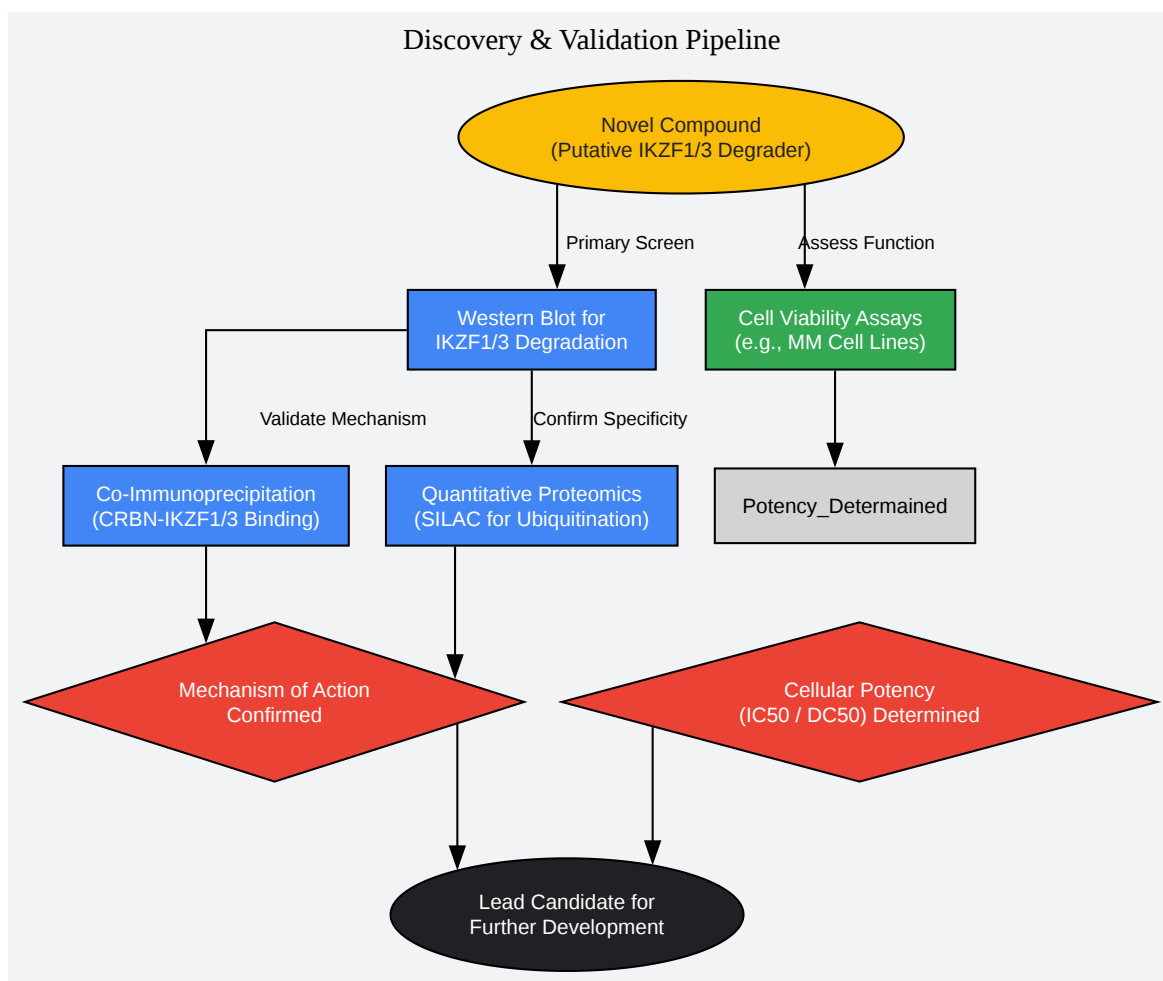 Discovery & Validation Pipeline
Novel Compound
(Putative IKZF1/3 Degrader)
Primary Screen
Assess Function
Western Blot for
IKZF1/3 Degradation
Cell Viability Assays
(e.g., MM Cell Lines)
Validate Mechanism
Confirm Specificity
Co-Immunoprecipitation
(CRBN-IKZF1/3 Binding)
Quantitative Proteomics
(SILAC for Ubiquitination)
Potency_Determained
Mechanism of Action
Confirmed
Cellular Potency
(IC50 / DC50) Determined
Lead Candidate for
Further Development